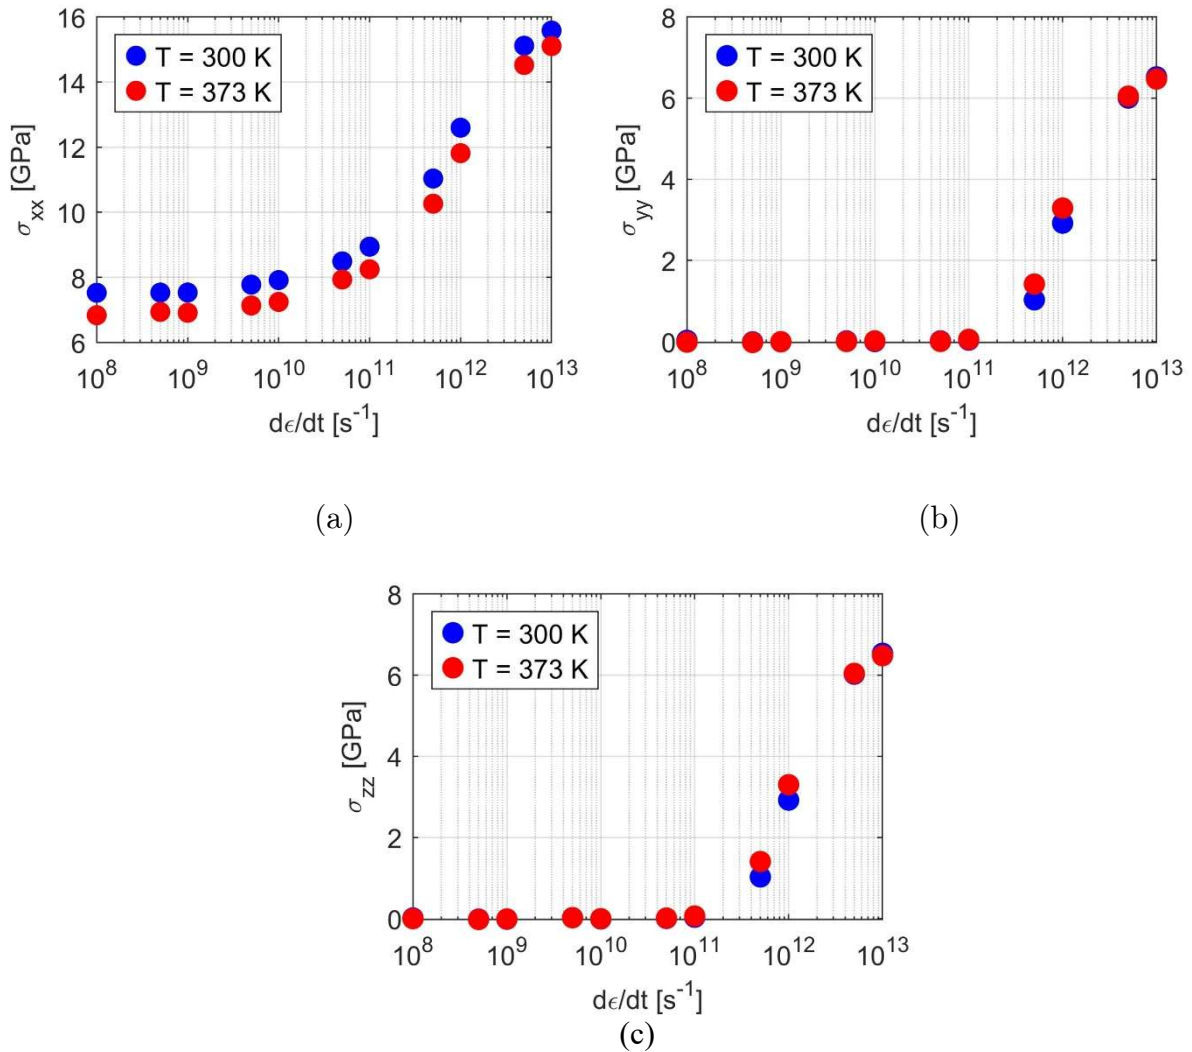 16
14
12
10
8
6
σxx [GPa]
T = 300 K
T = 373 K
10^8 10^9 10^10 10^11 10^12 10^13
dϵ/dt [s^-1]
(a)
8
6
4
2
0
σyy [GPa]
T = 300 K
T = 373 K
10^8 10^9 10^10 10^11 10^12 10^13
dϵ/dt [s^-1]
(b)
8
6
4
2
0
σzz [GPa]
T = 300 K
T = 373 K
10^8 10^9 10^10 10^11 10^12 10^13
dϵ/dt [s^-1]
(c)